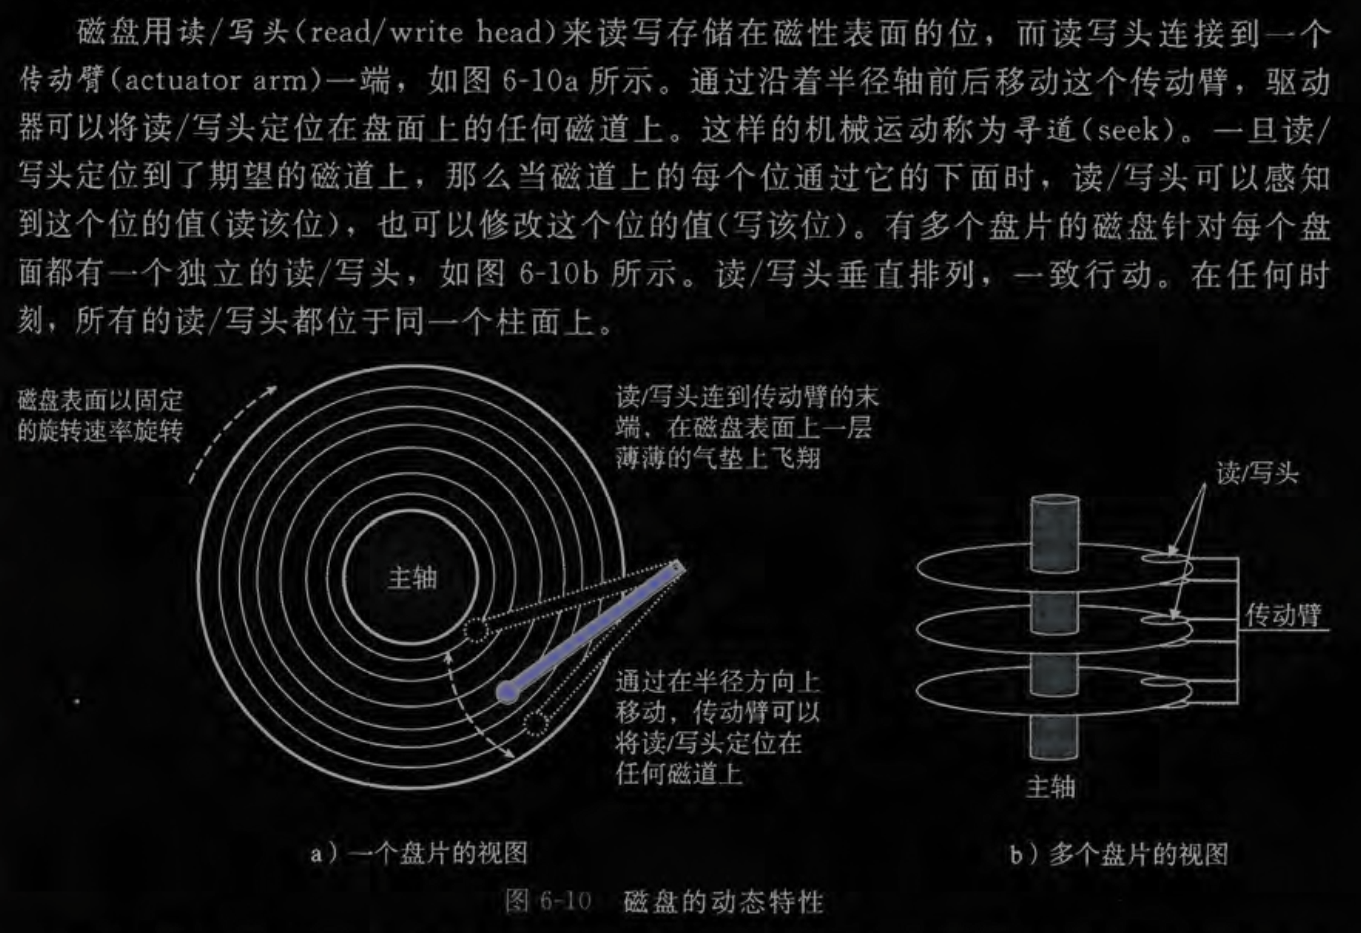 磁盘用读/写头(read/write head)来读写存储在磁性表面的位，而读写头连接到一个
传动臂(actuator arm)一端，如图 6-10a 所示。通过沿着半径轴前后移动这个传动臂，驱动
器可以将读/写头定位在盘面上的任何磁道上。这样的机械运动称为寻道(seek)。一旦读/
写头定位到了期望的磁道上，那么当磁道上的每个位通过它的下面时，读/写头可以感知
到这个位的值(读该位)，也可以修改这个位的值(写该位)。有多个盘片的磁盘针对每个盘
面都有一个独立的读/写头，如图 6-10b 所示。读/写头垂直排列，一致行动。在任何时
刻，所有的读/写头都位于同一个柱面上。
磁盘表面以固定
的旋转速率旋转
读/写头连到传动臂的末
端，在磁盘表面上一层
薄薄的气垫上飞翔
主轴
通过在半径方向上
移动，传动臂可以
将读/写头定位在
任何磁道上
读/写头
传动臂
主轴
a）一个盘片的视图
b）多个盘片的视图
图 6-10 磁盘的动态特性